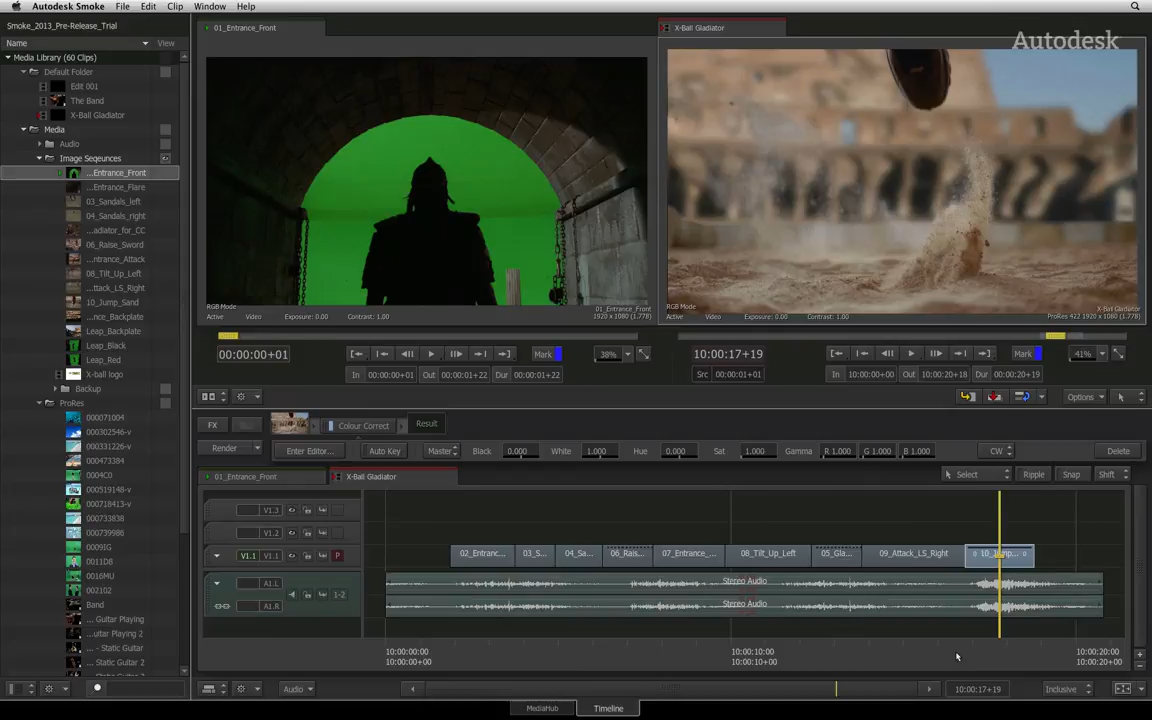 Autodesk Smoke File Edit Clip Window Help
Smoke_2013_Pre-Release_Trial
Name View
Media Library (60 Clips)
Default Folder
Edit 001
The Band
X-Ball Gladiator
Media
Audio
Image Seqeunces
...Entrance_Front
...Entrance_Flare
03_Sandals_left
04_Sandals_right
...adiator_for_CC
06_Raise_Sword
...ntrance_Attack
08_Tilt_Up_Left
...ttack_LS_Right
10_Jump_Sand
...nce_Backplate
Leap_Backplate
Leap_Black
Leap_Red
X-ball logo
Backup
ProRes
000071004
000302546-v
000331226-v
000473384
0004C0
000519148-v
000718413-v
000733838
000739986
0009IG
0011D8
0016MU
002102
Band
... Guitar Playing
...uitar Playing 2
... - Static Guitar
... Static Guitar 2
01_Entrance_Front
RGB Mode
Active Video Exposure: 0.00 Contrast: 1.00
01_Entrance_Front
1920 x 1080 (1.778)
00:00:00+01
Mark
38%
In 00:00:00+01 Out 00:00:01+22 Dur 00:00:01+22
X-Ball Gladiator
Autodesk
RGB Mode
Active Video Exposure: 0.00 Contrast: 1.00
X-Ball Gladiator
ProRes 422 1920 x 1080 (1.778)
10:00:17+19
Mark
41%
Src 00:00:01+01
In 10:00:00+00 Out 10:00:20+18 Dur 00:00:20+19
Options
FX
Colour Correct
Result
Render
Enter Editor...
Auto Key
Master
Black 0.000 White 1.000 Hue 0.000 Sat 1.000 R 1.000 G 1.000 B 1.000
CW
Delete
01_Entrance_Front
X-Ball Gladiator
Select
Ripple
Snap
Shift
V1.3
V1.2
V1.1 V1.1 P
02_Entranc... 03_S... 04_Sa... 06_Rais... 07_Entrance_... 08_Tilt_Up_Left 05_Gla... 09_Attack_LS_Right 10_Jump...
A1.L
Stereo Audio
1-2
A1.R
Stereo Audio
10:00:00:00 10:00:10:00 10:00:20:00
10:00:00+00 10:00:10+00 10:00:20+00
Audio
10:00:17+19
Inclusive
MediaHub
Timeline